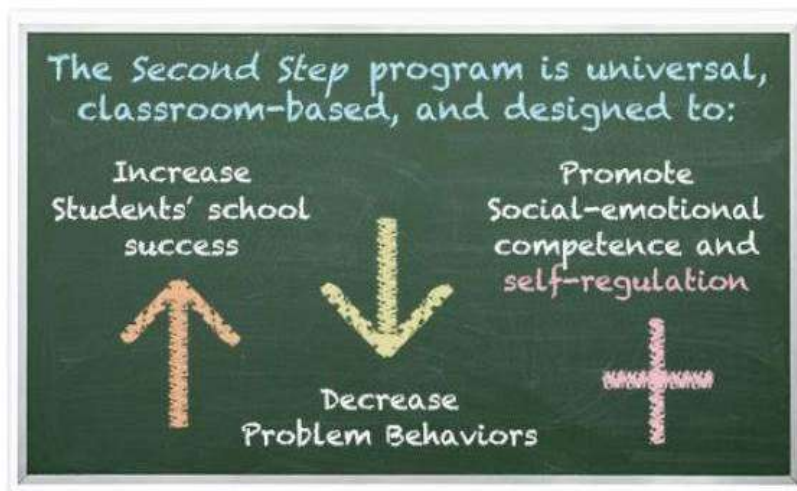 The Second Step program is universal,
classroom-based, and designed to:
Increase
Students' school
success
Promote
Social-emotional
competence and
self-regulation
Decrease
Problem Behaviors